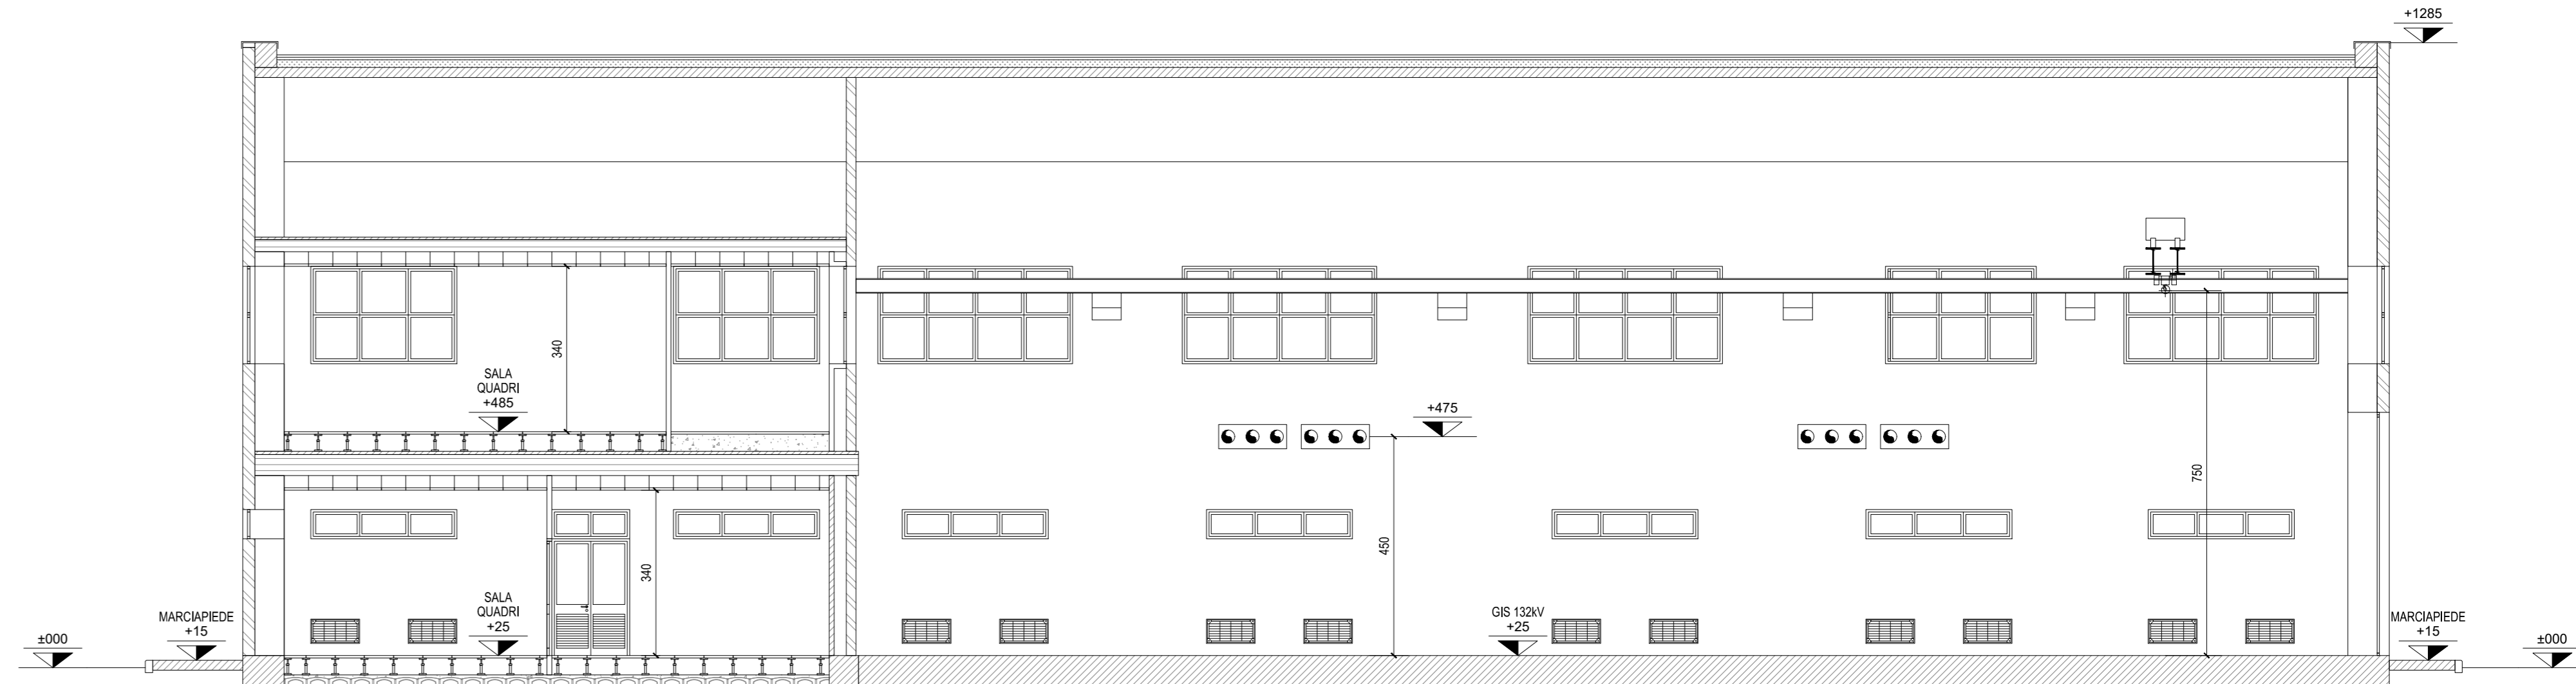 +1285
340
SALA
QUADRI
+485
+475
750
450
340
SALA
QUADRI
+25
GIS 132kV
+25
MARCIAPIEDE
+15
±000
MARCIAPIEDE
+15
±000